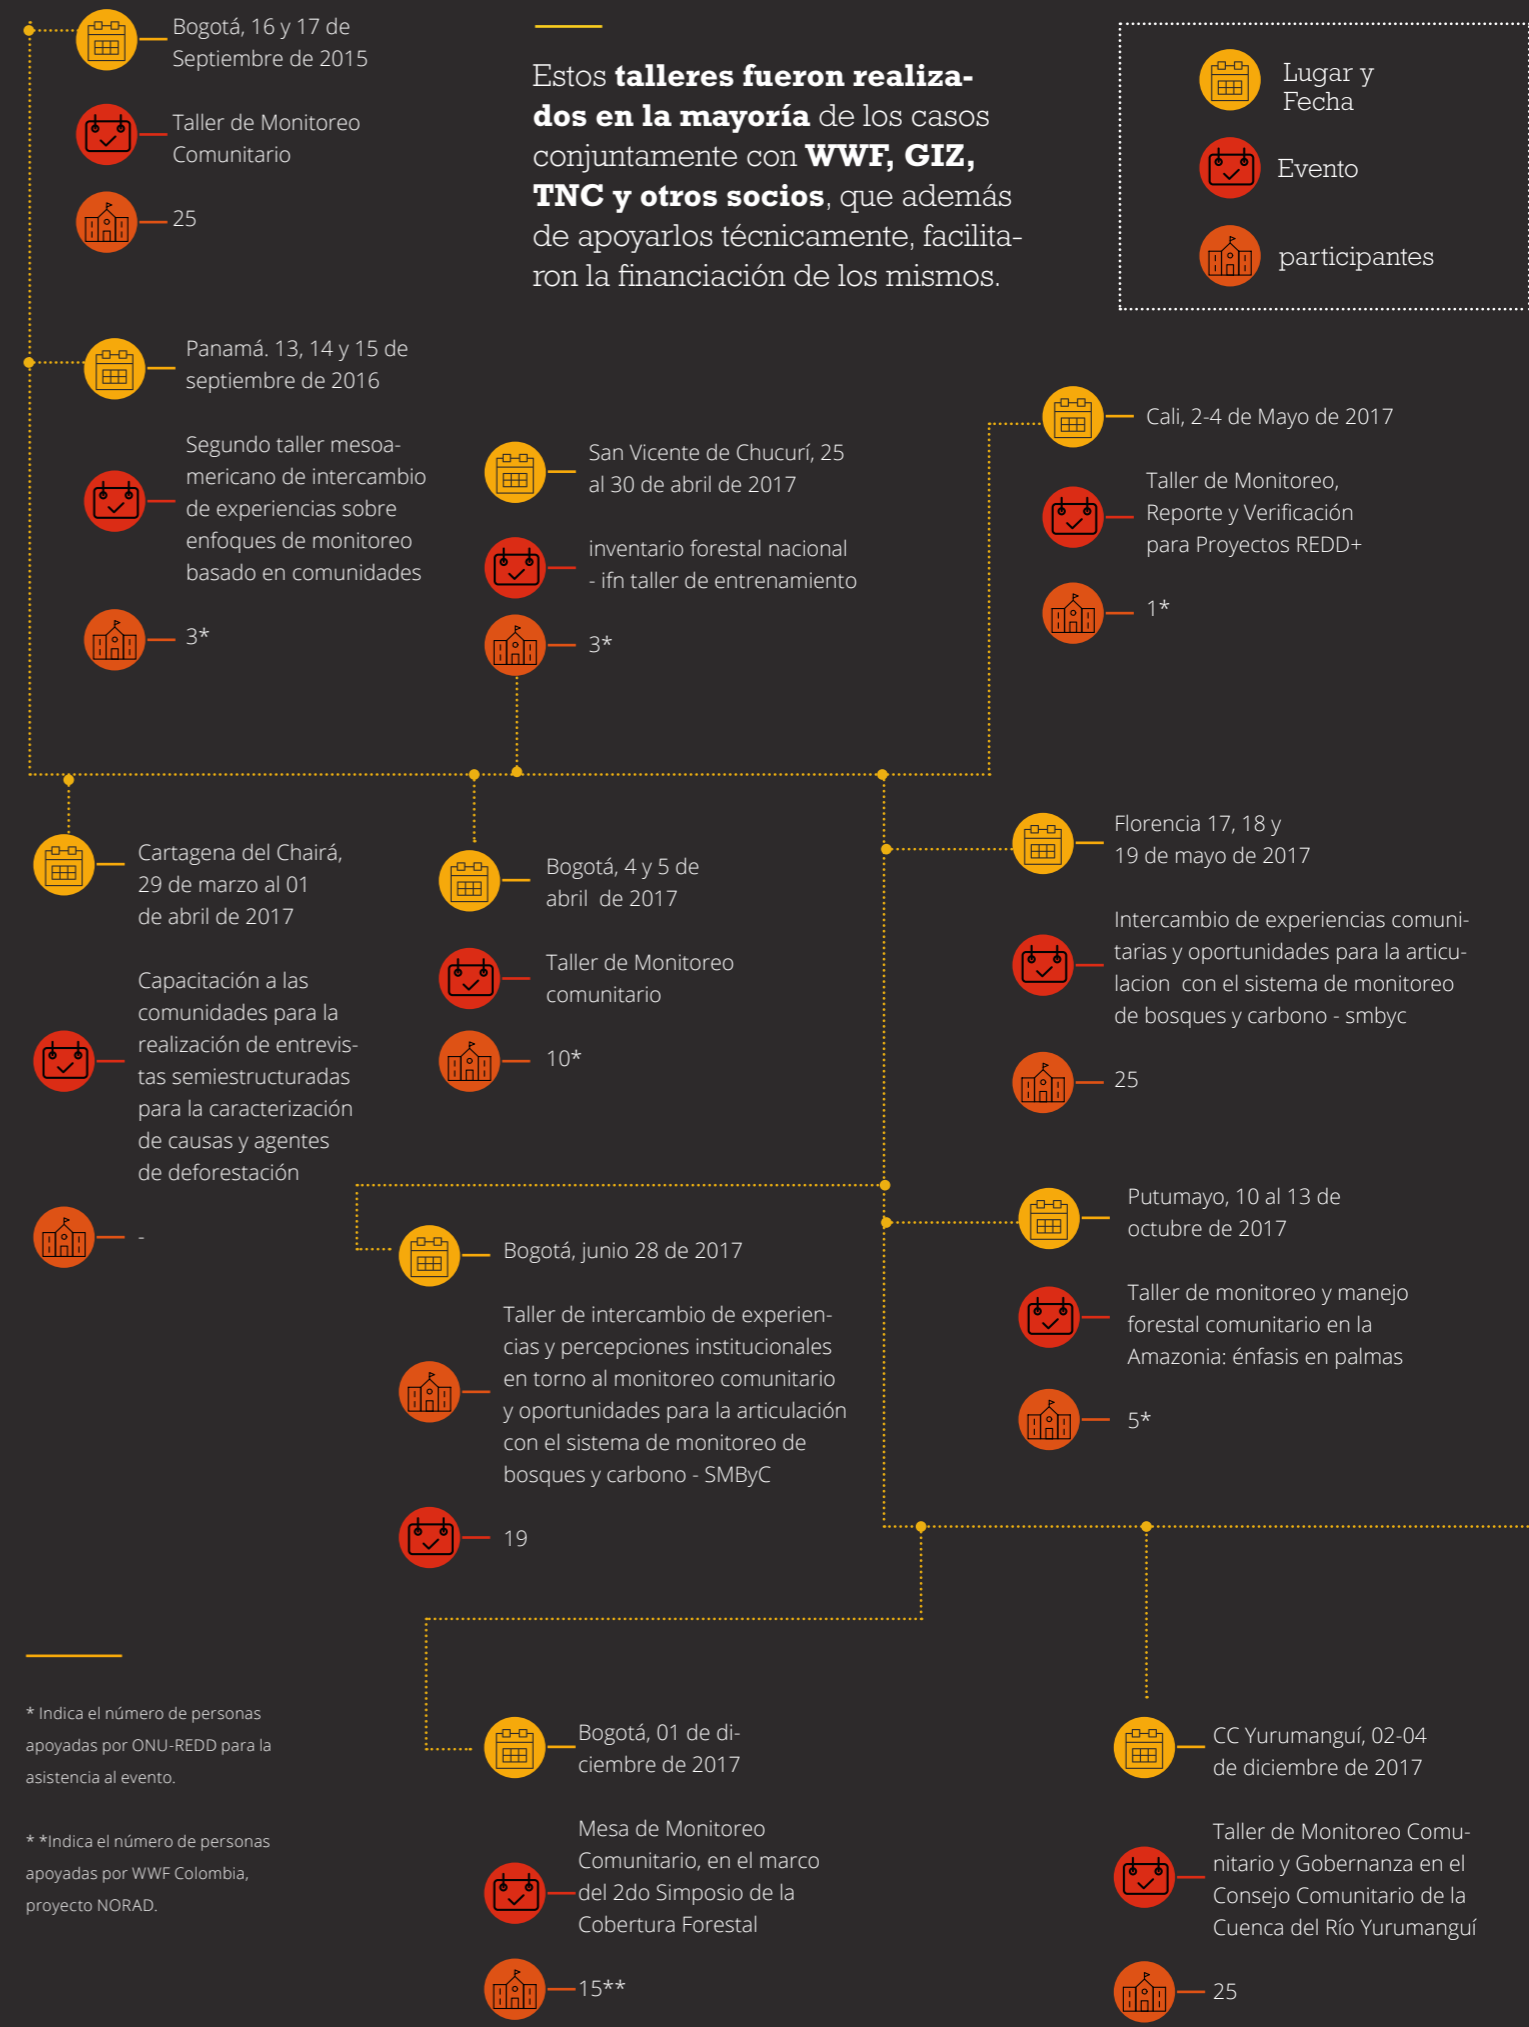 Bogotá, 16 y 17 de
Septiembre de 2015
Taller de Monitoreo
Comunitario
25
Estos talleres fueron realiza-
dos en la mayoría de los casos
conjuntamente con WWF, GIZ,
TNC y otros socios, que además
de apoyarlos técnicamente, facilita-
ron la financiación de los mismos.
Lugar y
Fecha
Evento
participantes
Panamá. 13, 14 y 15 de
septiembre de 2016
Segundo taller mesoa-
mericano de intercambio
de experiencias sobre
enfoques de monitoreo
basado en comunidades
3*
San Vicente de Chucurí, 25
al 30 de abril de 2017
inventario forestal nacional
- ifn taller de entrenamiento
3*
Cali, 2-4 de Mayo de 2017
Taller de Monitoreo,
Reporte y Verificación
para Proyectos REDD+
1*
Cartagena del Chairá,
29 de marzo al 01
de abril de 2017
Capacitación a las
comunidades para la
realización de entrevis-
tas semiestructuradas
para la caracterización
de causas y agentes
de deforestación
-
Bogotá, 4 y 5 de
abril  de 2017
Taller de Monitoreo
comunitario
10*
Florencia 17, 18 y
19 de mayo de 2017
Intercambio de experiencias comuni-
tarias y oportunidades para la articu-
lacion  con el sistema de monitoreo
de bosques y carbono - smbyc
25
Bogotá, junio 28 de 2017
Taller de intercambio de experien-
cias y percepciones institucionales
en torno al monitoreo comunitario
y oportunidades para la articulación
con el sistema de monitoreo de
bosques y carbono - SMByC
19
Putumayo, 10 al 13 de
octubre de 2017
Taller de monitoreo y manejo
forestal comunitario en la
Amazonia: énfasis en palmas
5*
* Indica el número de personas
apoyadas por ONU-REDD para la
asistencia al evento.
* *Indica el número de personas
apoyadas por WWF Colombia,
proyecto NORAD.
Bogotá, 01 de di-
ciembre de 2017
Mesa de Monitoreo
Comunitario, en el marco
del 2do Simposio de la
Cobertura Forestal
15**
CC Yurumanguí, 02-04
de diciembre de 2017
Taller de Monitoreo Comu-
nitario y Gobernanza en el
Consejo Comunitario de la
Cuenca del Río Yurumanguí
25